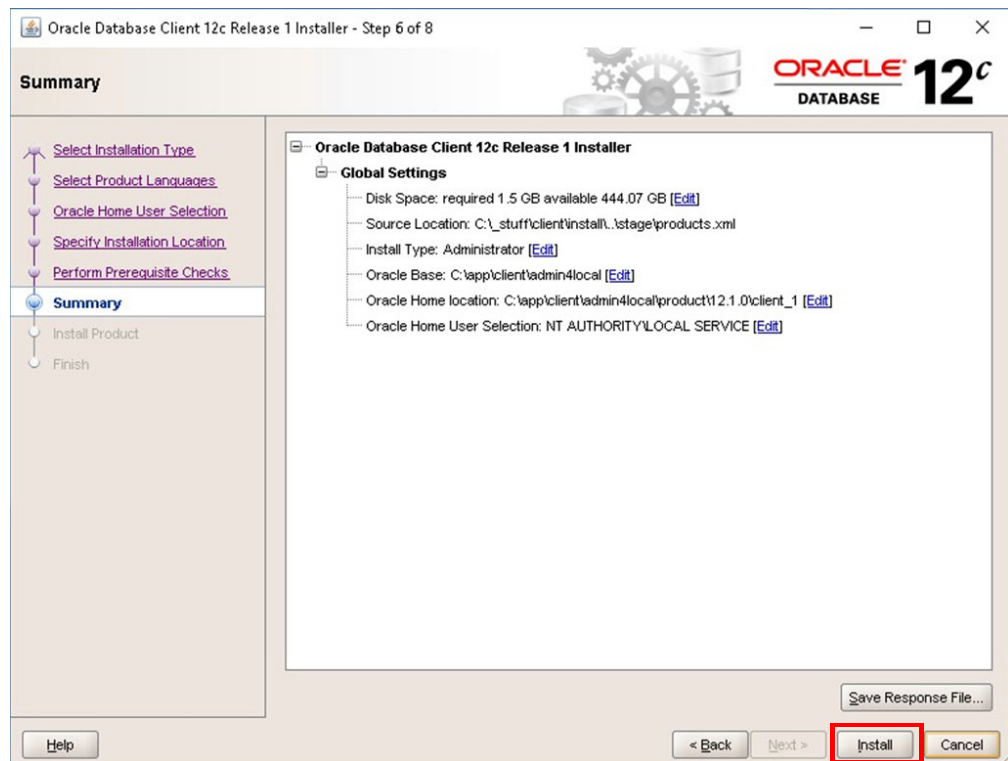 Oracle Database Client 12c Release 1 Installer - Step 6 of 8
Summary
ORACLE
DATABASE
12c
Select Installation Type
Select Product Languages
Oracle Home User Selection
Specify Installation Location
Perform Prerequisite Checks
Summary
Install Product
Finish
Oracle Database Client 12c Release 1 Installer
Global Settings
Disk Space: required 1.5 GB available 444.07 GB [Edit]
Source Location: C:\_stuff\client\install\..\stage\products.xml
Install Type: Administrator [Edit]
Oracle Base: C:\app\client\admin4local [Edit]
Oracle Home location: C:\app\client\admin4local\product\12.1.0\client_1 [Edit]
Oracle Home User Selection: NT AUTHORITY\LOCAL SERVICE [Edit]
Save Response File...
Help
< Back
Next >
Install
Cancel